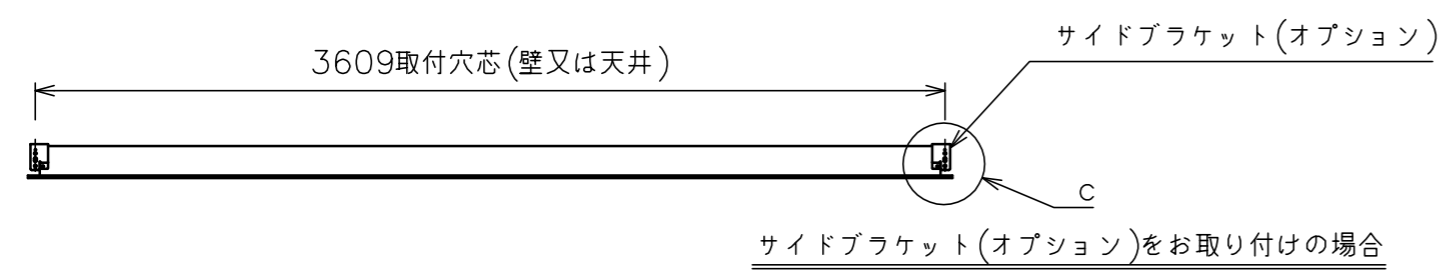 サイドブラケット(オプション)
3609取付穴芯(壁又は天井)
C
サイドブラケット(オプション)をお取り付けの場合